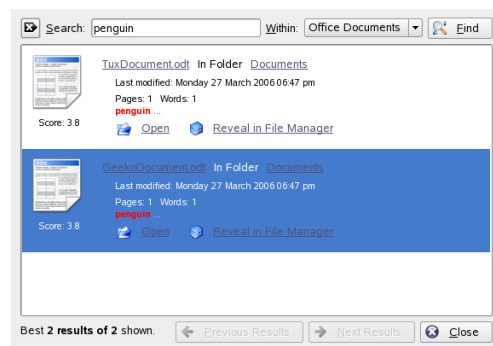 Search: penguin Within: Office Documents Find
TuxDocument.odt In Folder Documents
Last modified: Monday 27 March 2006 06:47 pm
Pages: 1 Words: 1
penguin ...
Score: 3.8
Open Reveal in File Manager
GeekoDocument.odt In Folder Documents
Last modified: Monday 27 March 2006 06:47 pm
Pages: 1 Words: 1
penguin ...
Score: 3.8
Open Reveal in File Manager
Best 2 results of 2 shown. Previous Results Next Results Close